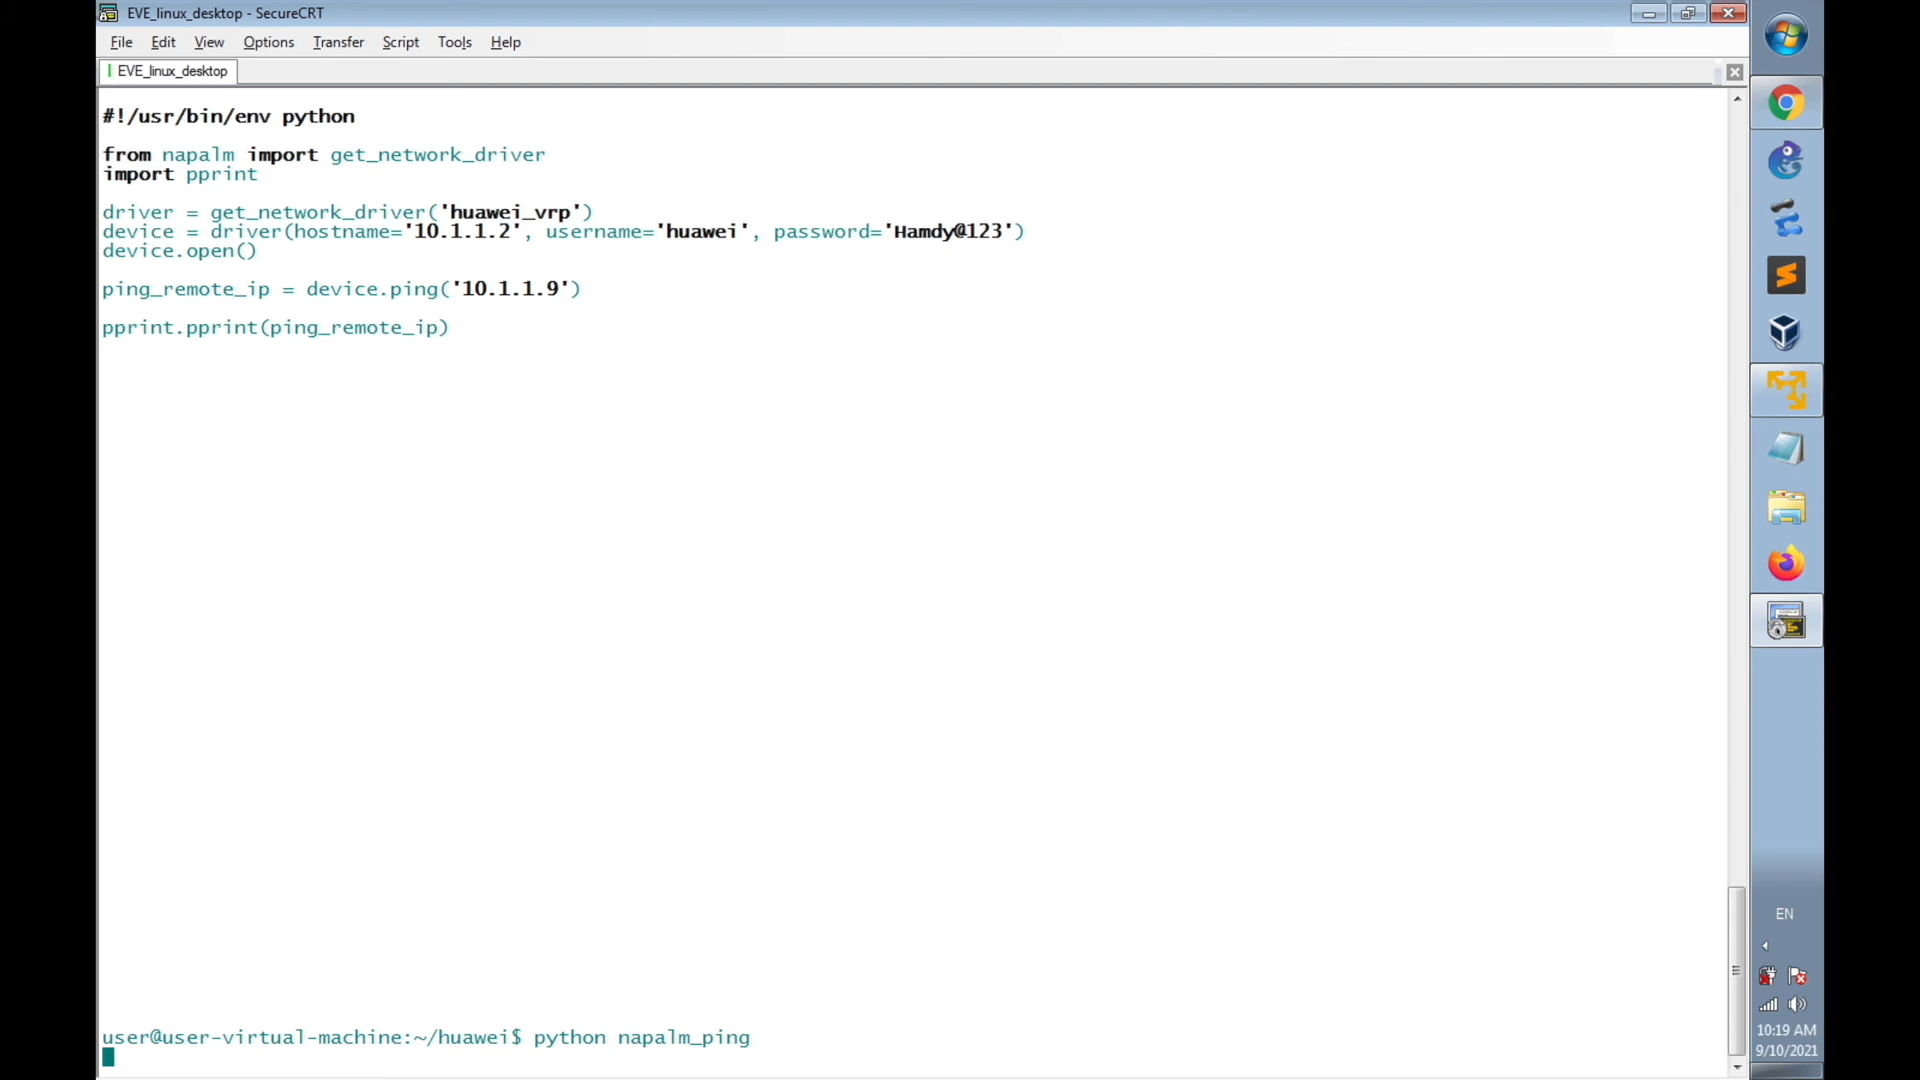 EVE_linux_desktop - SecureCRT
File Edit View Options Transfer Script Tools Help
EVE_linux_desktop
#!/usr/bin/env python
from napalm import get_network_driver
import pprint
driver = get_network_driver('huawei_vrp')
device = driver(hostname='10.1.1.2', username='huawei', password='Hamdy@123')
device.open()
ping_remote_ip = device.ping('10.1.1.9')
pprint.pprint(ping_remote_ip)
user@user-virtual-machine:~/huawei$ python napalm_ping
EN
10:19 AM
9/10/2021